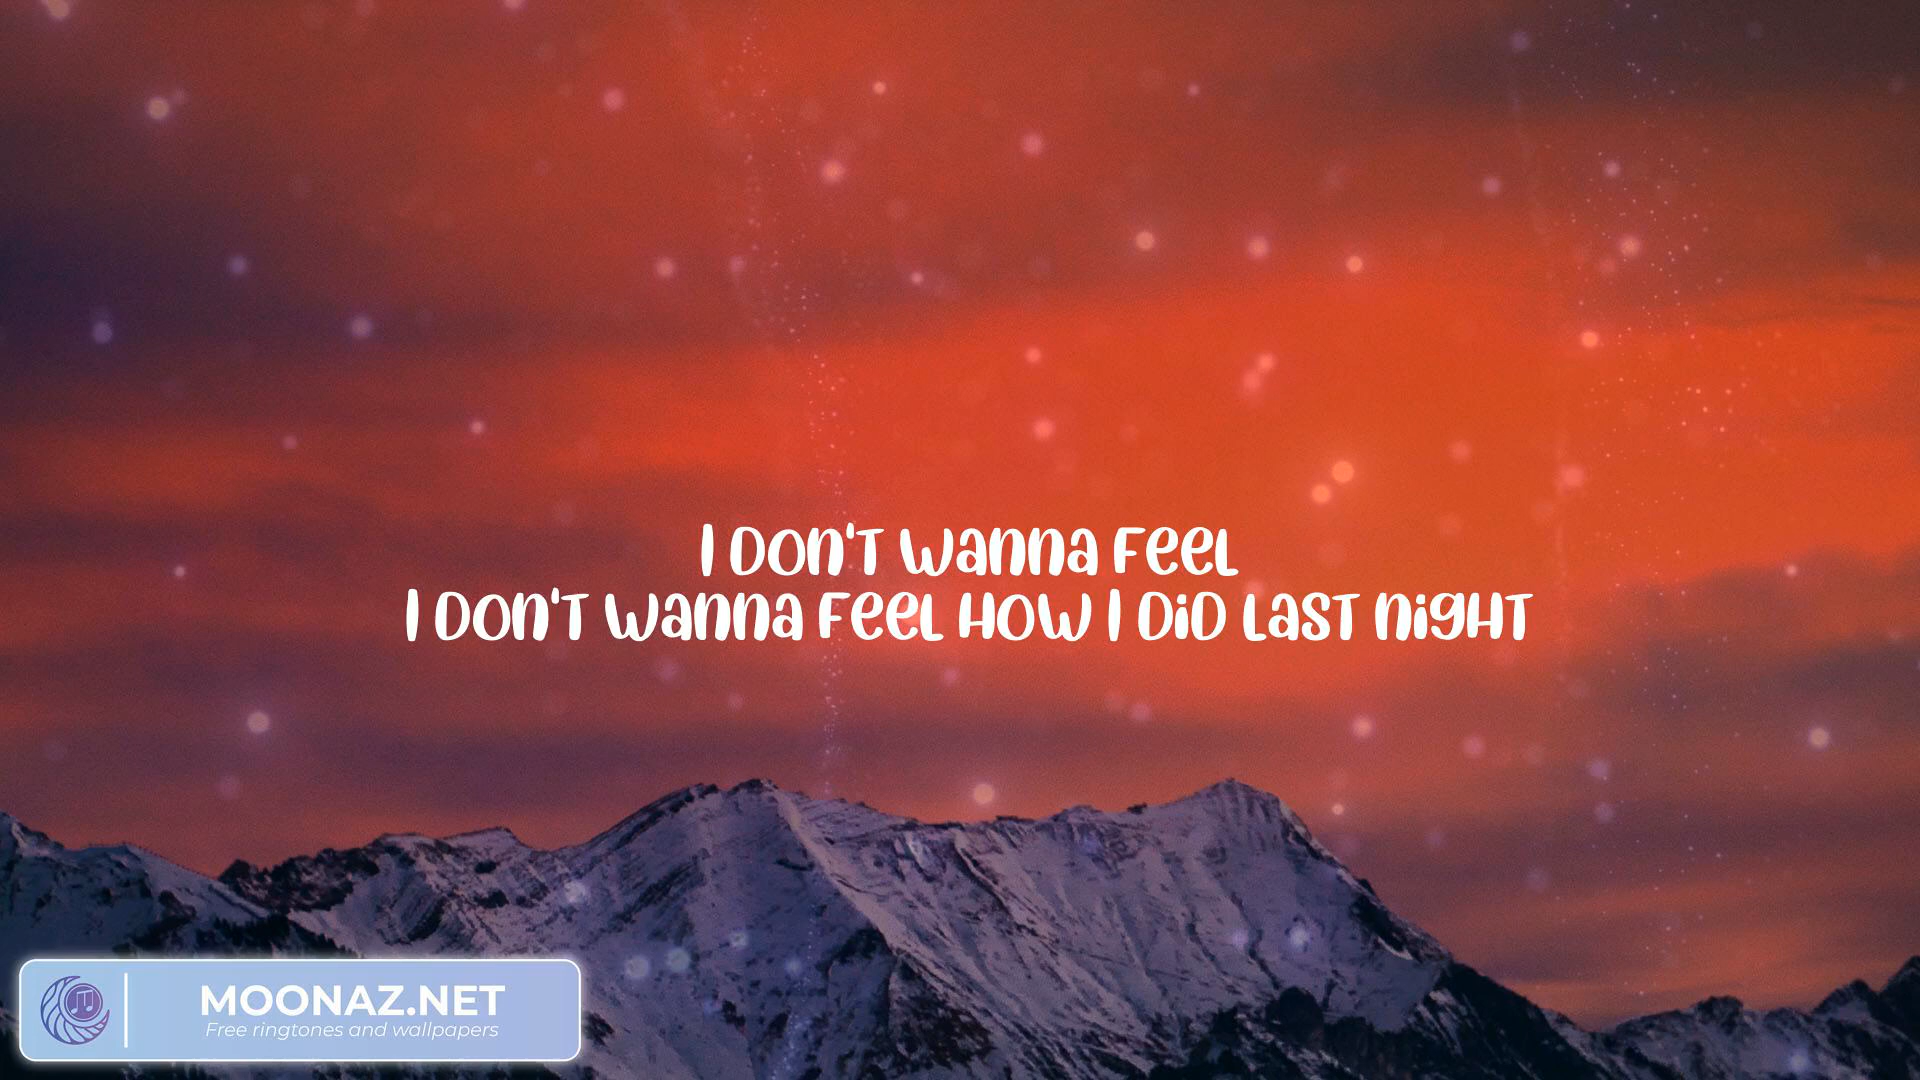 I DON'T wanna FeeL
I DON'T wanna FeeL HOW I DiD LasT nigHT
MOONAZ.NET
Free ringtones and wallpapers